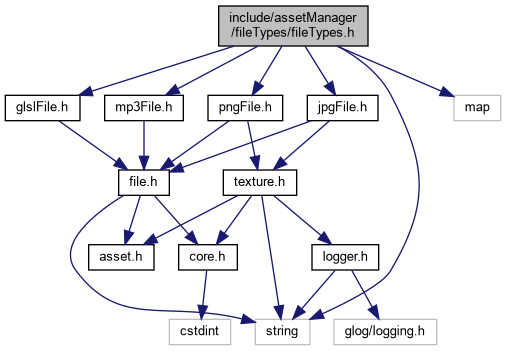 include/assetManager
/fileTypes/fileTypes.h
glslFile.h
mp3File.h
pngFile.h
jpgFile.h
map
file.h
texture.h
asset.h
core.h
logger.h
cstdint
string
glog/logging.h